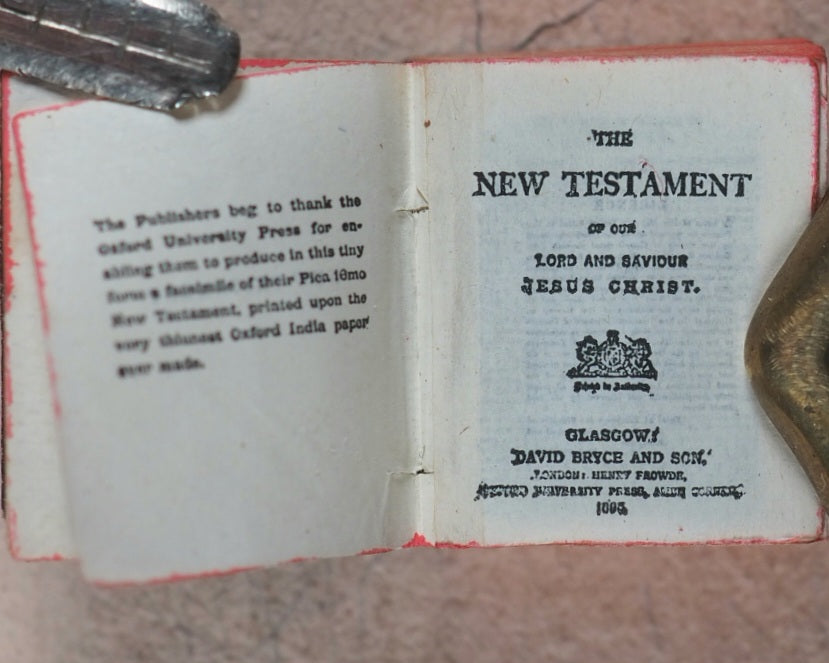 The Publishers beg to thank the
Oxford University Press for en-
abling them to produce in this tiny
form a facsimile of their Pica 16mo
New Testament, printed upon the
very thinnest Oxford India paper
ever made.
THE
NEW TESTAMENT
OF OUR
LORD AND SAVIOUR
JESUS CHRIST.
GLASGOW:
DAVID BRYCE AND SON,
LONDON: HENRY FROWDE,
OXFORD UNIVERSITY PRESS, AMEN CORNER,